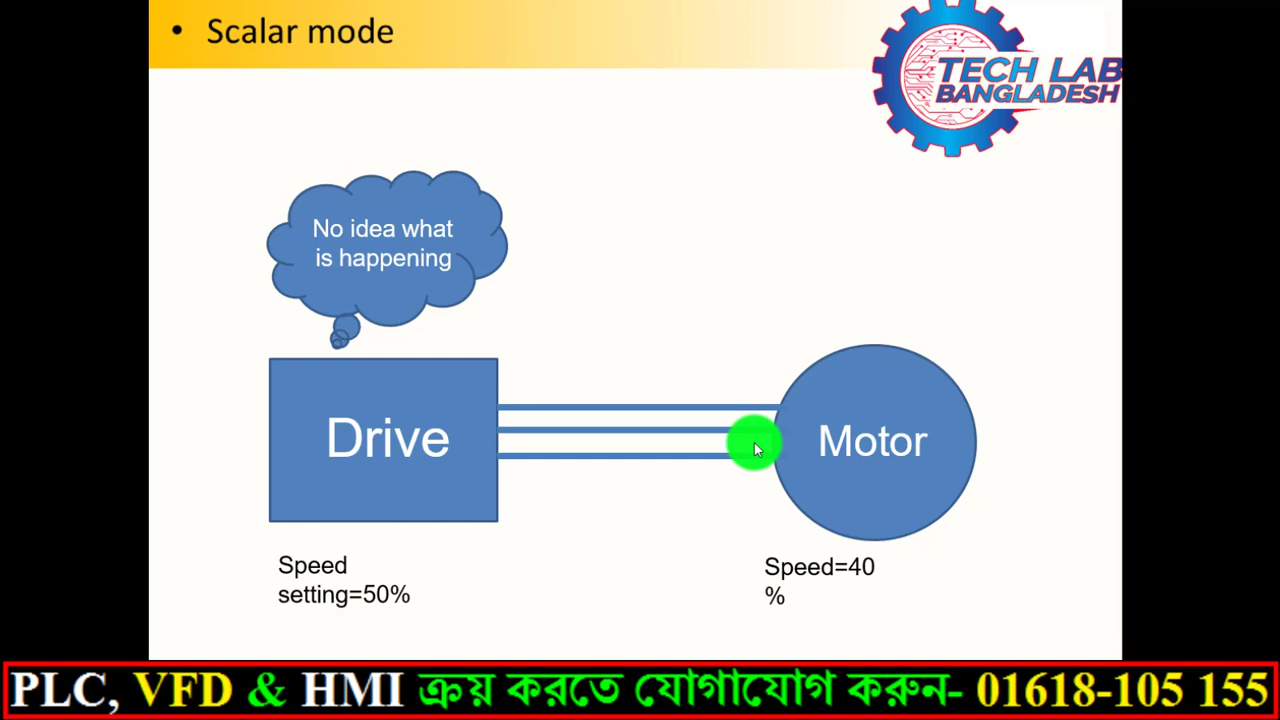 • Scalar mode
TECH LAB
BANGLADESH
No idea what
is happening
Drive
Motor
Speed
setting=50%
Speed=40
%
PLC, VFD & HMI ক্রয় করতে যোগাযোগ করুন- 01618-105 155